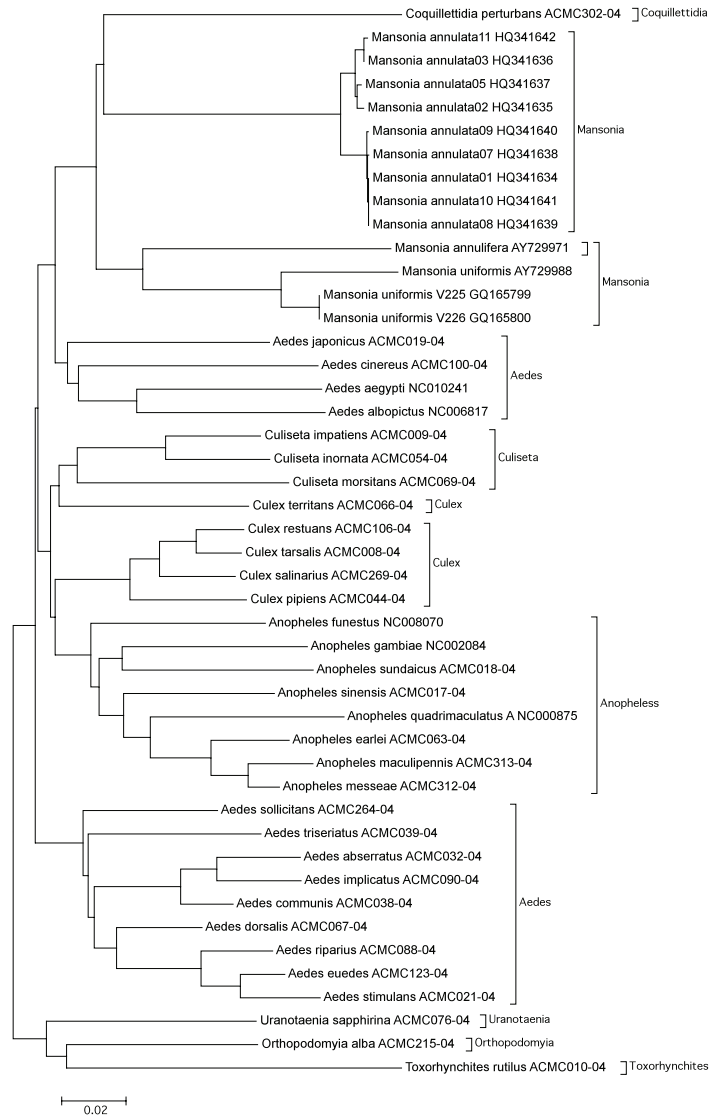 Coquillettidia perturbans ACMC302-04 Coquillettidia
Mansonia annulata11 HQ341642
Mansonia annulata03 HQ341636
Mansonia annulata05 HQ341637
Mansonia annulata02 HQ341635
Mansonia annulata09 HQ341640 Mansonia
Mansonia annulata07 HQ341638
Mansonia annulata01 HQ341634
Mansonia annulata10 HQ341641
Mansonia annulata08 HQ341639
Mansonia annulifera AY729971
Mansonia uniformis AY729988 Mansonia
Mansonia uniformis V225 GQ165799
Mansonia uniformis V226 GQ165800
Aedes japonicus ACMC019-04
Aedes cinereus ACMC100-04 Aedes
Aedes aegypti NC010241
Aedes albopictus NC006817
Culiseta impatiens ACMC009-04
Culiseta inornata ACMC054-04 Culiseta
Culiseta morsitans ACMC069-04
Culex territans ACMC066-04 Culex
Culex restuans ACMC106-04
Culex tarsalis ACMC008-04 Culex
Culex salinarius ACMC269-04
Culex pipiens ACMC044-04
Anopheles funestus NC008070
Anopheles gambiae NC002084
Anopheles sundaicus ACMC018-04
Anopheles sinensis ACMC017-04 Anopheless
Anopheles quadrimaculatus A NC000875
Anopheles earlei ACMC063-04
Anopheles maculipennis ACMC313-04
Anopheles messeae ACMC312-04
Aedes sollicitans ACMC264-04
Aedes triseriatus ACMC039-04
Aedes abserratus ACMC032-04
Aedes implicatus ACMC090-04
Aedes communis ACMC038-04 Aedes
Aedes dorsalis ACMC067-04
Aedes riparius ACMC088-04
Aedes euedes ACMC123-04
Aedes stimulans ACMC021-04
Uranotaenia sapphirina ACMC076-04 Uranotaenia
Orthopodomyia alba ACMC215-04 Orthopodomyia
Toxorhynchites rutilus ACMC010-04 Toxorhynchites
0.02